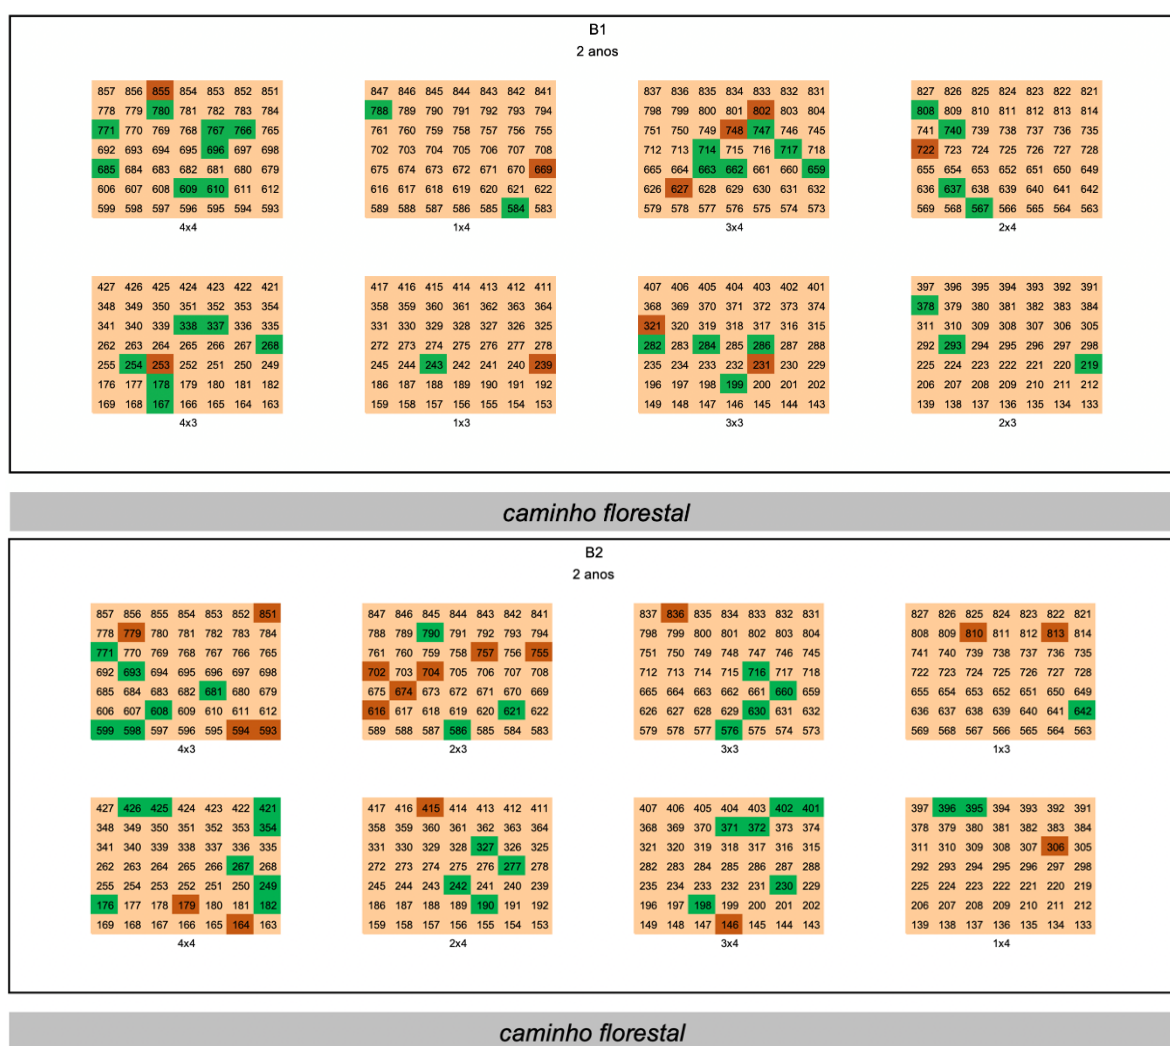 B1
2 anos
857 856 855 854 853 852 851 847 846 845 844 843 842 841 837 836 835 834 833 832 831 827 826 825 824 823 822 821
778 779 780 781 782 783 784 788 789 790 791 792 793 794 798 799 800 801 802 803 804 808 809 810 811 812 813 814
771 770 769 768 767 766 765 761 760 759 758 757 756 755 751 750 749 748 747 746 745 741 740 739 738 737 736 735
692 693 694 695 696 697 698 702 703 704 705 706 707 708 712 713 714 715 716 717 718 722 723 724 725 726 727 728
685 684 683 682 681 680 679 675 674 673 672 671 670 669 665 664 663 662 661 660 659 655 654 653 652 651 650 649
606 607 608 609 610 611 612 616 617 618 619 620 621 622 626 627 628 629 630 631 632 636 637 638 639 640 641 642
599 598 597 596 595 594 593 589 588 587 586 585 584 583 579 578 577 576 575 574 573 569 568 567 566 565 564 563
4x4 1x4 3x4 2x4
427 426 425 424 423 422 421 417 416 415 414 413 412 411 407 406 405 404 403 402 401 397 396 395 394 393 392 391
348 349 350 351 352 353 354 358 359 360 361 362 363 364 368 369 370 371 372 373 374 378 379 380 381 382 383 384
341 340 339 338 337 336 335 331 330 329 328 327 326 325 321 320 319 318 317 316 315 311 310 309 308 307 306 305
262 263 264 265 266 267 268 272 273 274 275 276 277 278 282 283 284 285 286 287 288 292 293 294 295 296 297 298
255 254 253 252 251 250 249 245 244 243 242 241 240 239 235 234 233 232 231 230 229 225 224 223 222 221 220 219
176 177 178 179 180 181 182 186 187 188 189 190 191 192 196 197 198 199 200 201 202 206 207 208 209 210 211 212
169 168 167 166 165 164 163 159 158 157 156 155 154 153 149 148 147 146 145 144 143 139 138 137 136 135 134 133
4x3 1x3 3x3 2x3
caminho florestal
B2
2 anos
857 856 855 854 853 852 851 847 846 845 844 843 842 841 837 836 835 834 833 832 831 827 826 825 824 823 822 821
778 779 780 781 782 783 784 788 789 790 791 792 793 794 798 799 800 801 802 803 804 808 809 810 811 812 813 814
771 770 769 768 767 766 765 761 760 759 758 757 756 755 751 750 749 748 747 746 745 741 740 739 738 737 736 735
692 693 694 695 696 697 698 702 703 704 705 706 707 708 712 713 714 715 716 717 718 722 723 724 725 726 727 728
685 684 683 682 681 680 679 675 674 673 672 671 670 669 665 664 663 662 661 660 659 655 654 653 652 651 650 649
606 607 608 609 610 611 612 616 617 618 619 620 621 622 626 627 628 629 630 631 632 636 637 638 639 640 641 642
599 598 597 596 595 594 593 589 588 587 586 585 584 583 579 578 577 576 575 574 573 569 568 567 566 565 564 563
4x3 2x3 3x3 1x3
427 426 425 424 423 422 421 417 416 415 414 413 412 411 407 406 405 404 403 402 401 397 396 395 394 393 392 391
348 349 350 351 352 353 354 358 359 360 361 362 363 364 368 369 370 371 372 373 374 378 379 380 381 382 383 384
341 340 339 338 337 336 335 331 330 329 328 327 326 325 321 320 319 318 317 316 315 311 310 309 308 307 306 305
262 263 264 265 266 267 268 272 273 274 275 276 277 278 282 283 284 285 286 287 288 292 293 294 295 296 297 298
255 254 253 252 251 250 249 245 244 243 242 241 240 239 235 234 233 232 231 230 229 225 224 223 222 221 220 219
176 177 178 179 180 181 182 186 187 188 189 190 191 192 196 197 198 199 200 201 202 206 207 208 209 210 211 212
169 168 167 166 165 164 163 159 158 157 156 155 154 153 149 148 147 146 145 144 143 139 138 137 136 135 134 133
4x4 2x4 3x4 1x4
caminho florestal